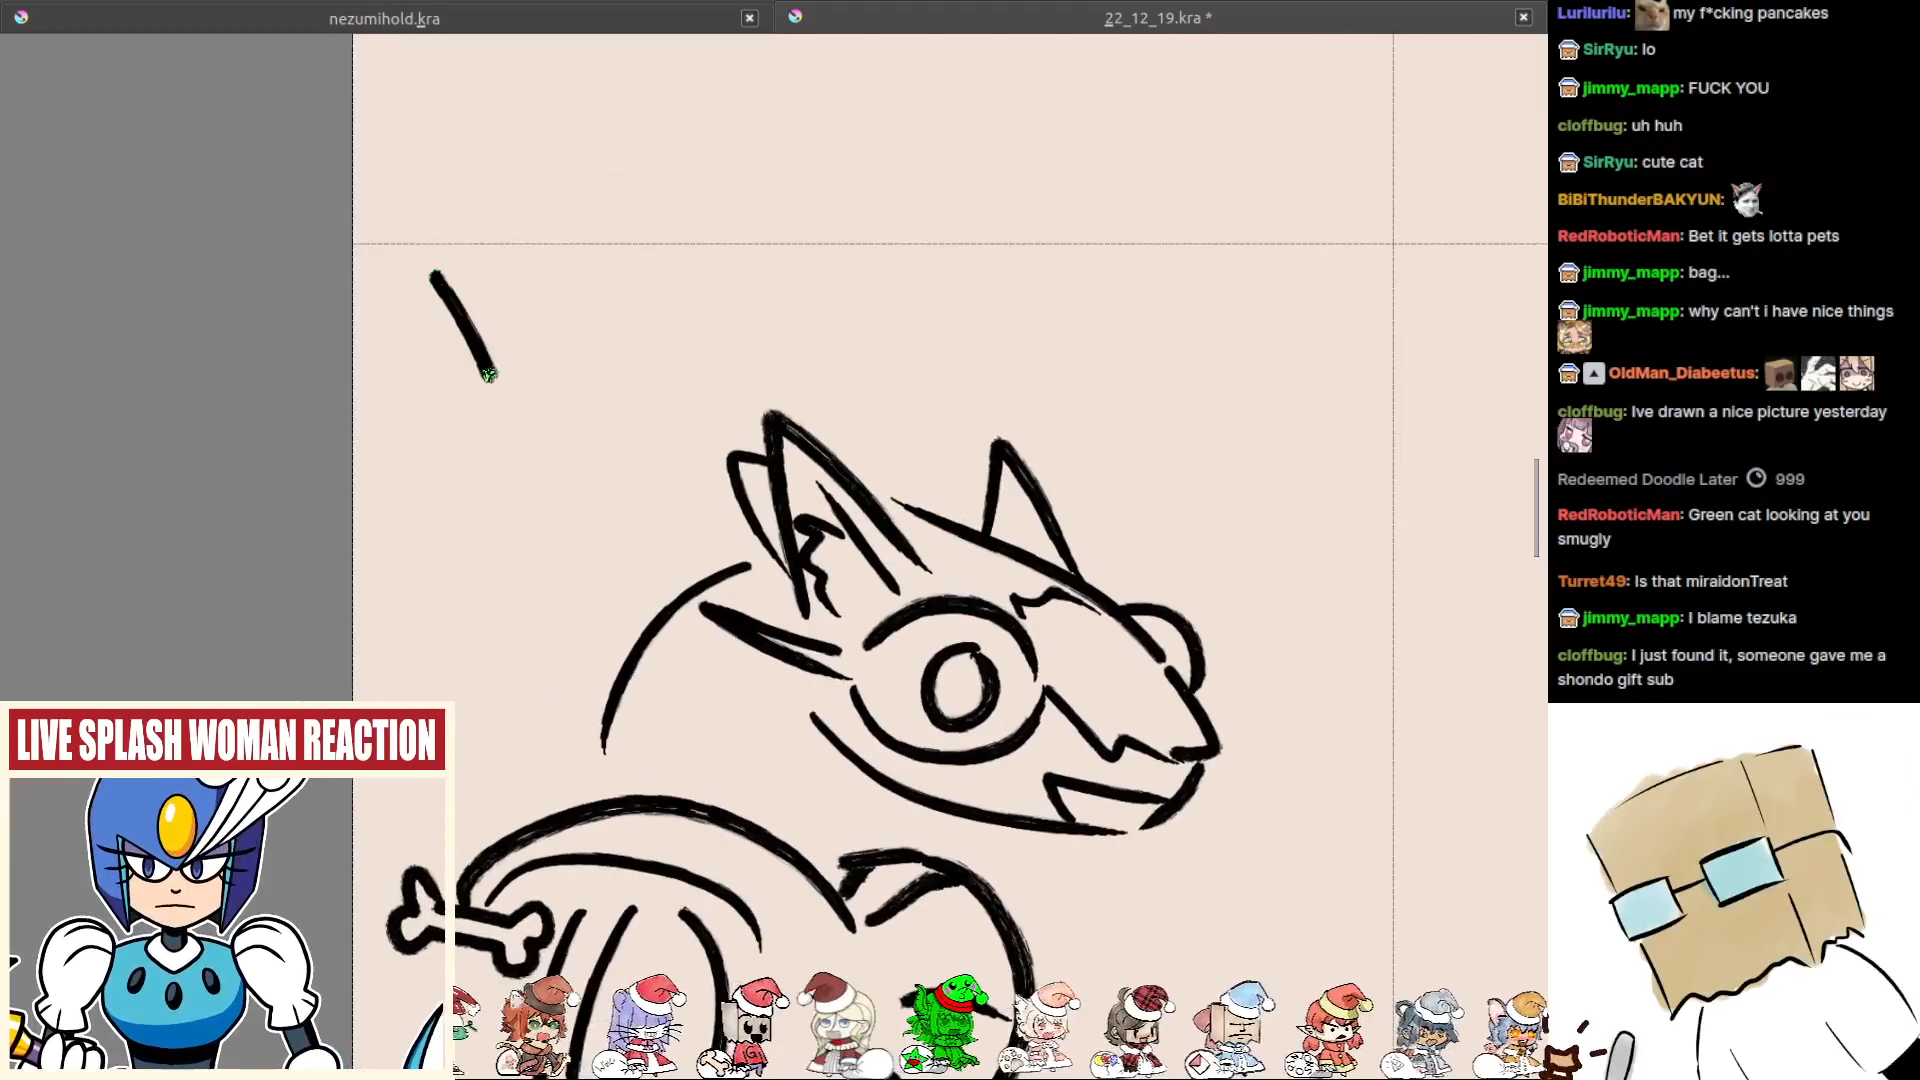 nezumihold.kra
22_12_19.kra *
Lurilurilu: my f*cking pancakes
SirRyu: lo
jimmy_mapp: FUCK YOU
cloffbug: uh huh
SirRyu: cute cat
BiBiThunderBAKYUN:
RedRoboticMan: Bet it gets lotta pets
jimmy_mapp: bag...
jimmy_mapp: why can't i have nice things
OldMan_Diabeetus:
cloffbug: Ive drawn a nice picture yesterday
Redeemed Doodle Later 999
RedRoboticMan: Green cat looking at you
smugly
Turret49: Is that miraidonTreat
jimmy_mapp: I blame tezuka
cloffbug: I just found it, someone gave me a
shondo gift sub
LIVE SPLASH WOMAN REACTION